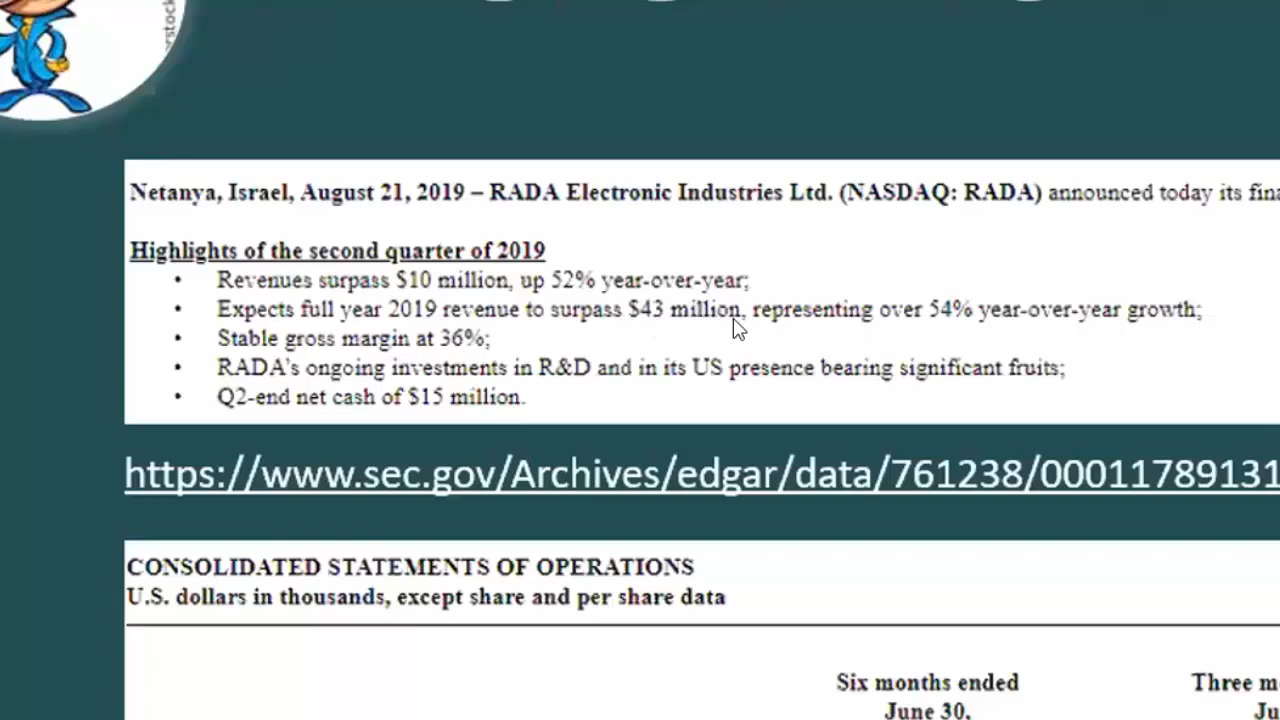 Netanya, Israel, August 21, 2019 – RADA Electronic Industries Ltd. (NASDAQ: RADA) announced today its
Highlights of the second quarter of 2019
• Revenues surpass $10 million, up 52% year-over-year;
• Expects full year 2019 revenue to surpass $43 million, representing over 54% year-over-year growth;
• Stable gross margin at 36%;
• RADA's ongoing investments in R&D and in its US presence bearing significant fruits;
• Q2-end net cash of $15 million.
https://www.sec.gov/Archives/edgar/data/761238/00011789131
CONSOLIDATED STATEMENTS OF OPERATIONS
U.S. dollars in thousands, except share and per share data
Six months ended Three
June 30,